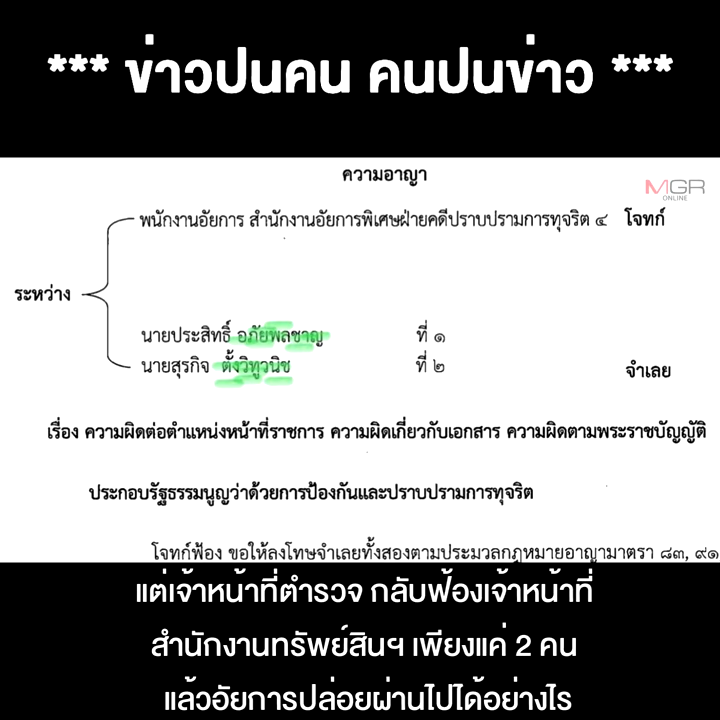 *** ข่าวปนคน คนปนข่าว ***
ความอาญา
MGR
ONLINE
พนักงานอัยการ สำนักงานอัยการพิเศษฝ่ายคดีปราบปรามการทุจริต ๔ โจทก์
ระหว่าง
นายประสิทธิ์ อภัยพลชาญ ที่ ๑
นายสุรกิจ ตั้งวิทูวนิช ที่ ๒
จำเลย
เรื่อง ความผิดต่อตำแหน่งหน้าที่ราชการ ความผิดเกี่ยวกับเอกสาร ความผิดตามพระราชบัญญัติ
ประกอบรัฐธรรมนูญว่าด้วยการป้องกันและปราบปรามการทุจริต
โจทก์ฟ้อง ขอให้ลงโทษจำเลยทั้งสองตามประมวลกฎหมายอาญามาตรา ๘๓, ๙๑
แต่เจ้าหน้าที่ตำรวจ กลับฟ้องเจ้าหน้าที่
สำนักงานทรัพย์สินฯ เพียงแค่ 2 คน
แล้วอัยการปล่อยผ่านไปได้อย่างไร